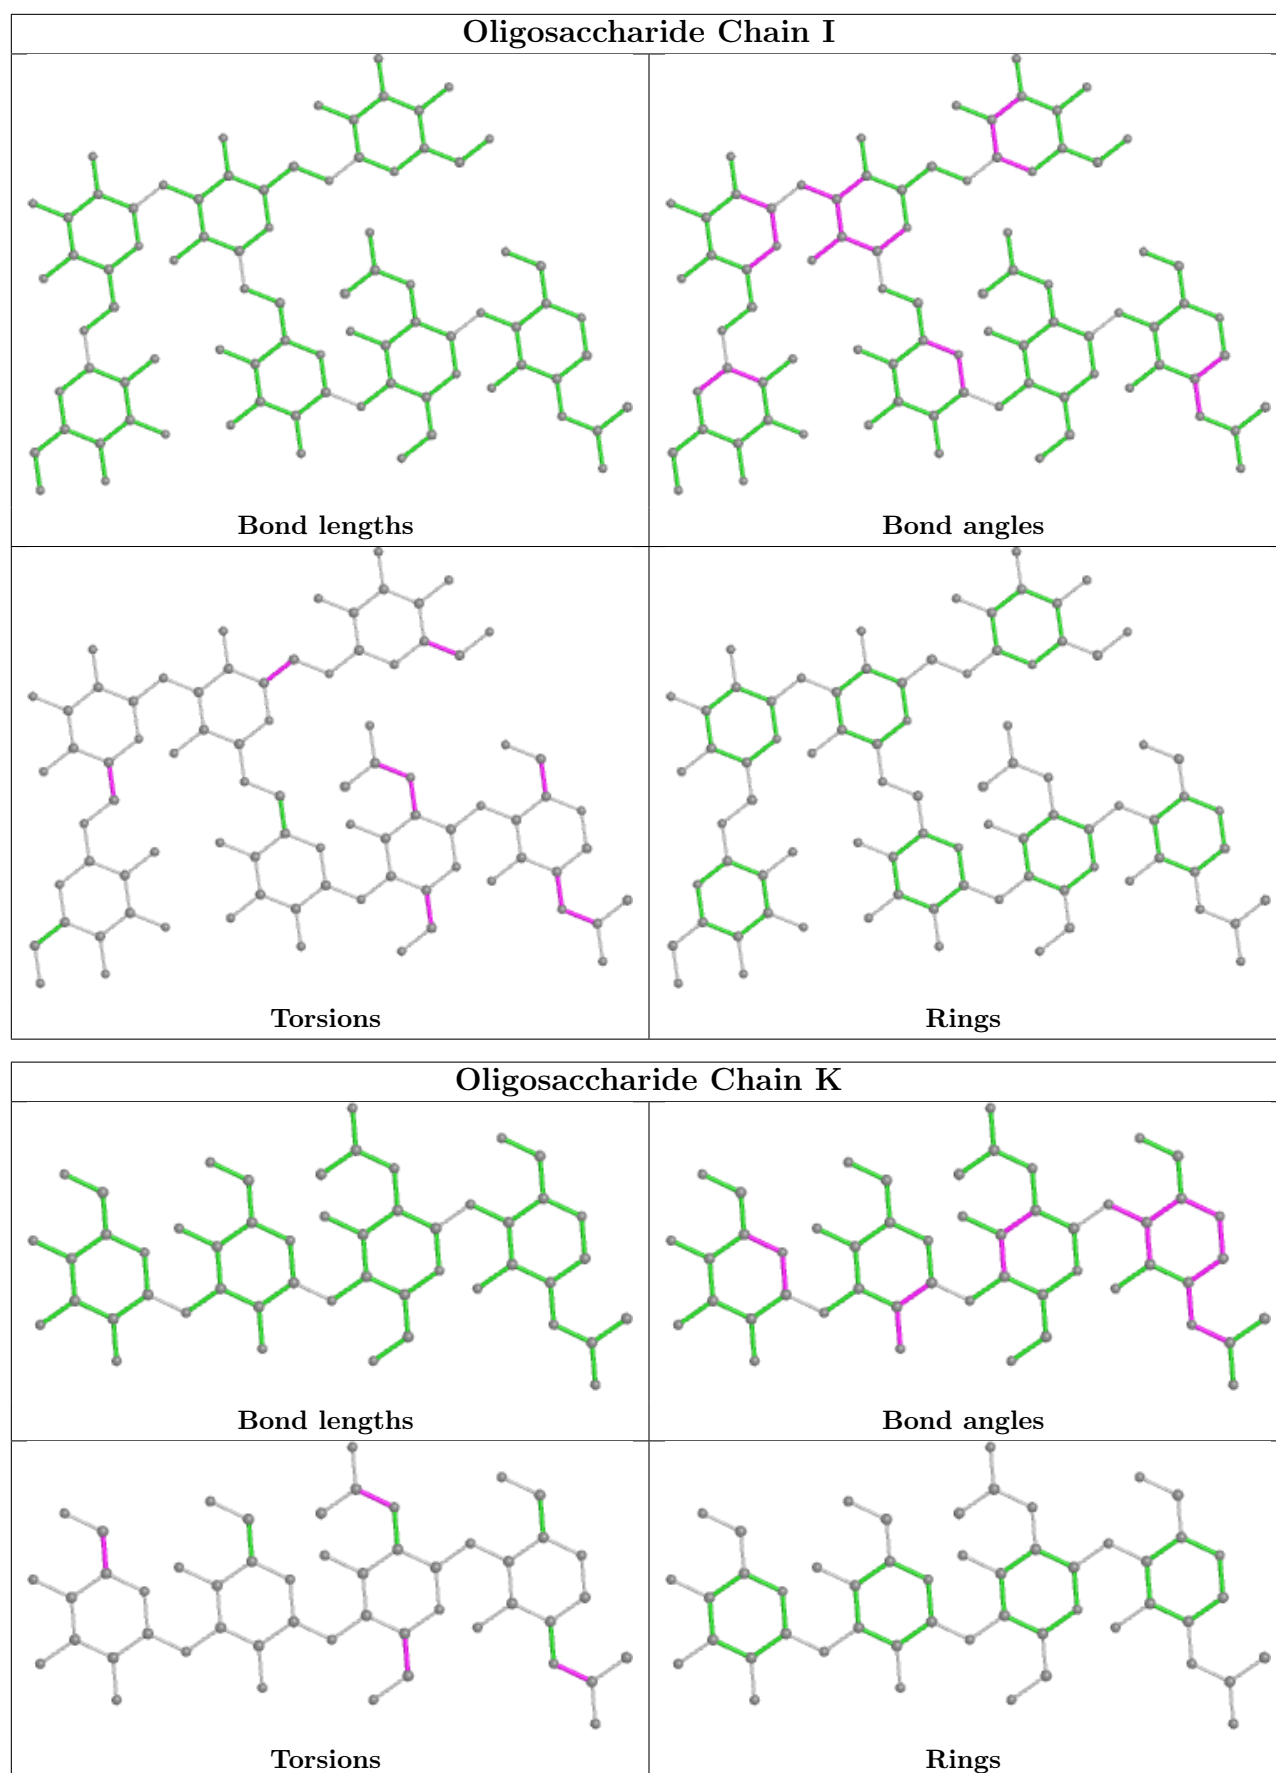 Oligosaccharide Chain I
Bond lengths
Bond angles
Torsions
Rings
Oligosaccharide Chain K
Bond lengths
Bond angles
Torsions
Rings